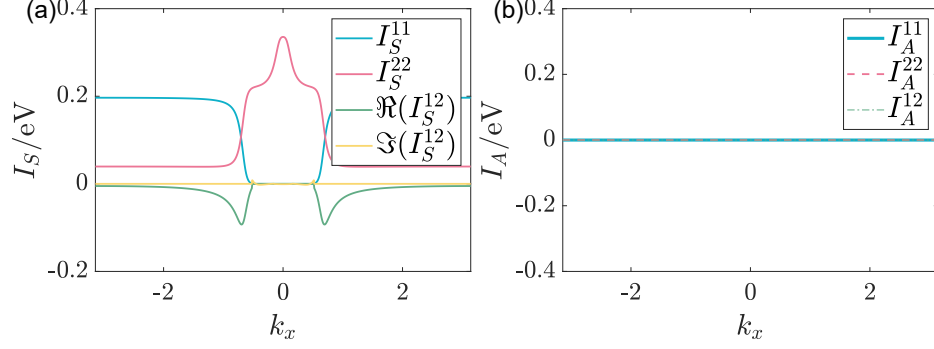 (a)
0.4
0.2
0
-0.2
I_S/eV
-2
0
2
k_x
I_S^{11}
I_S^{22}
ℜ(I_S^{12})
ℑ(I_S^{12})
(b)
0.4
0.2
0
-0.2
-0.4
I_A/eV
-2
0
2
k_x
I_A^{11}
I_A^{22}
I_A^{12}